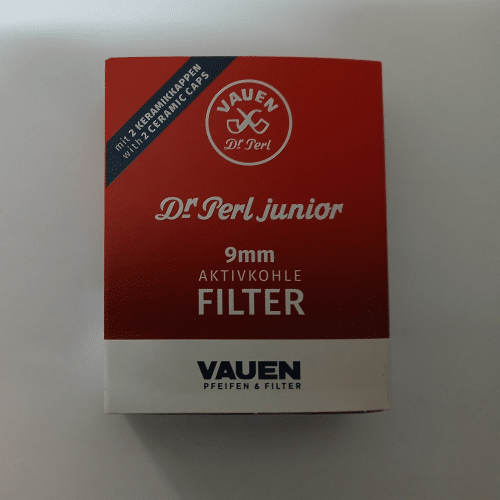 mit 2 KERAMIKKAPPEN
with 2 CERAMIC CAPS
VAUEN
Dr Perl
Dr Perl junior
9mm
AKTIVKOHLE
FILTER
VAUEN
PFEIFEN & FILTER